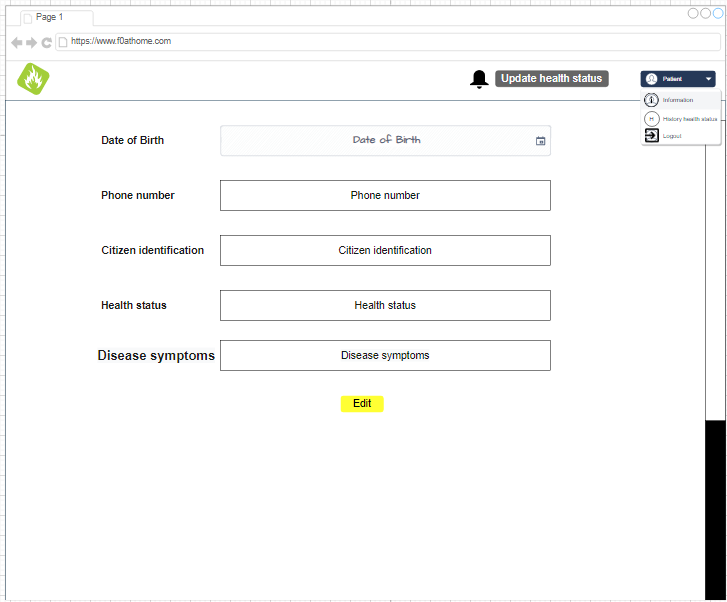 Page 1
https://www.f0athome.com
Update health status
Patient
Information
H History health status
Logout
Date of Birth Date of Birth
Phone number Phone number
Citizen identification Citizen identification
Health status Health status
Disease symptoms Disease symptoms
Edit